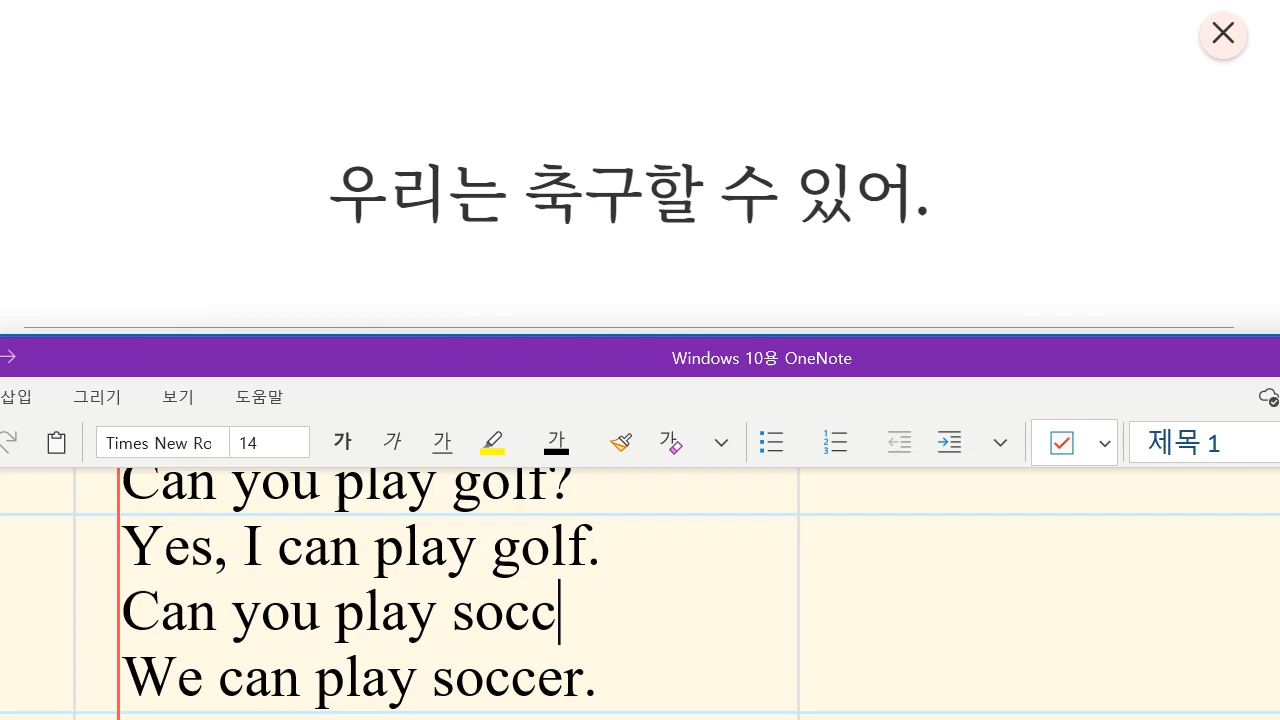 우리는 축구할 수 있어.
Windows 10용 OneNote
삽입 그리기 보기 도움말
Times New Ro 14 가 가 가 가 가 제목 1
Can you play golf?
Yes, I can play golf.
Can you play socc
We can play soccer.